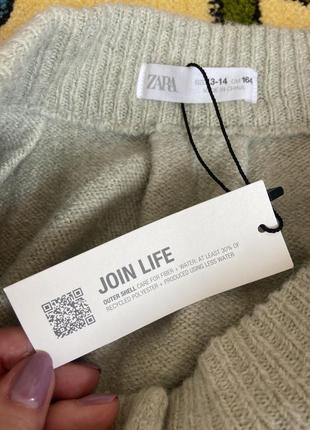 ZARA
13-14
164
MADE IN CHINA
JOIN LIFE
OUTER SHELL CARE FOR FIBER + WATER: AT LEAST 30% OF
RECYCLED POLYESTER + PRODUCED USING LESS WATER